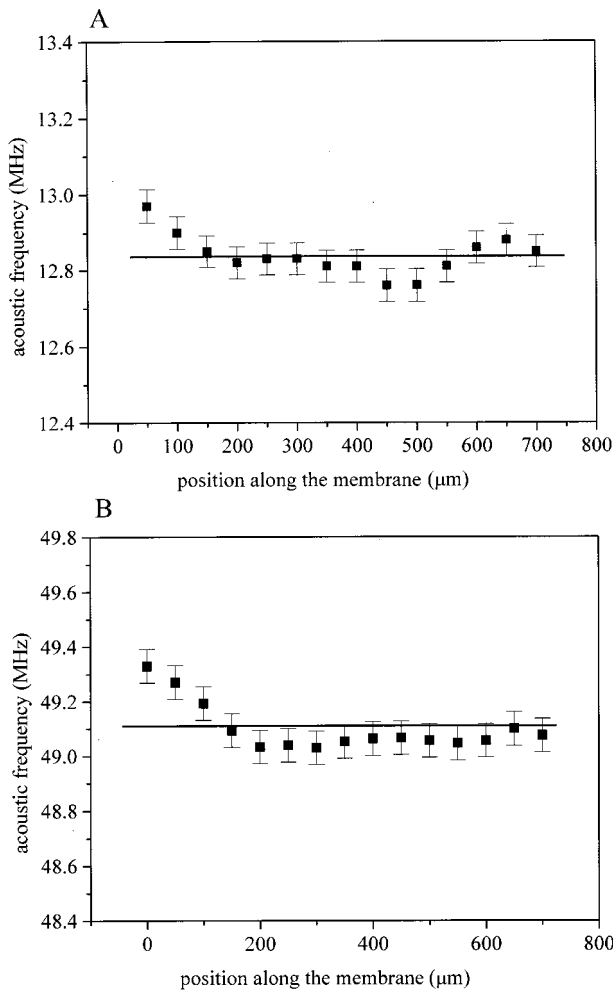 A
13.4
13.2
13.0
12.8
12.6
12.4
acoustic frequency (MHz)
0 100 200 300 400 500 600 700 800
position along the membrane (μm)
B
49.8
49.6
49.4
49.2
49.0
48.8
48.6
48.4
acoustic frequency (MHz)
0 200 400 600 800
position along the membrane (μm)